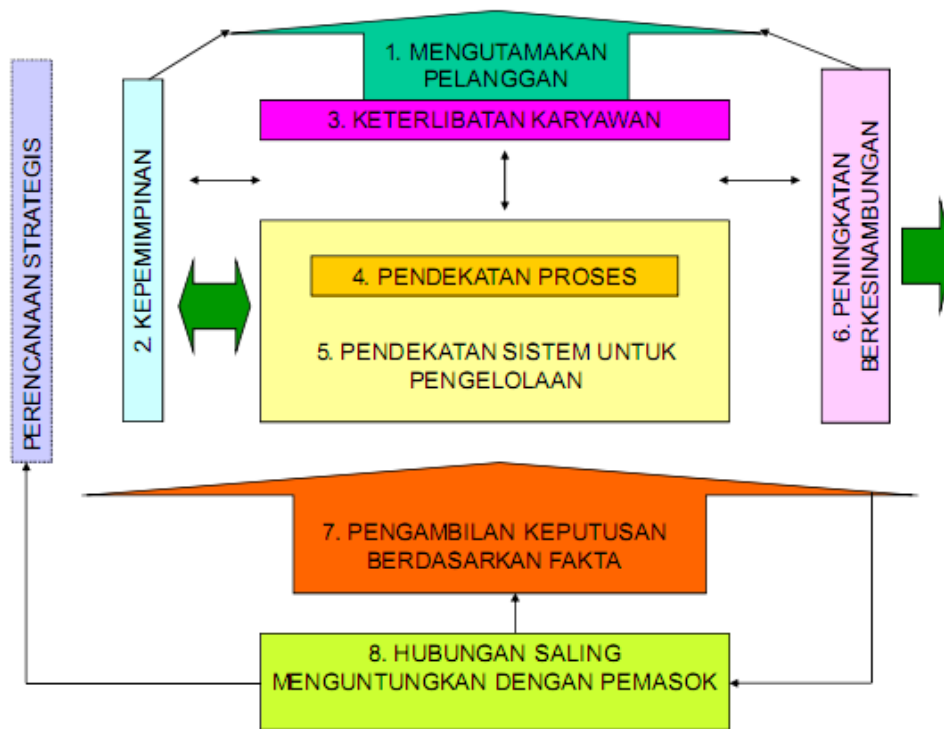 1. MENGUTAMAKAN
PELANGGAN
3. KETERLIBATAN KARYAWAN
PERENCANAAN STRATEGIS
2. KEPEMIMPINAN
4. PENDEKATAN PROSES
5. PENDEKATAN SISTEM UNTUK
PENGELOLAAN
6. PENINGKATAN
BERKESINAMBUNGAN
7. PENGAMBILAN KEPUTUSAN
BERDASARKAN FAKTA
8. HUBUNGAN SALING
MENGUNTUNGKAN DENGAN PEMASOK